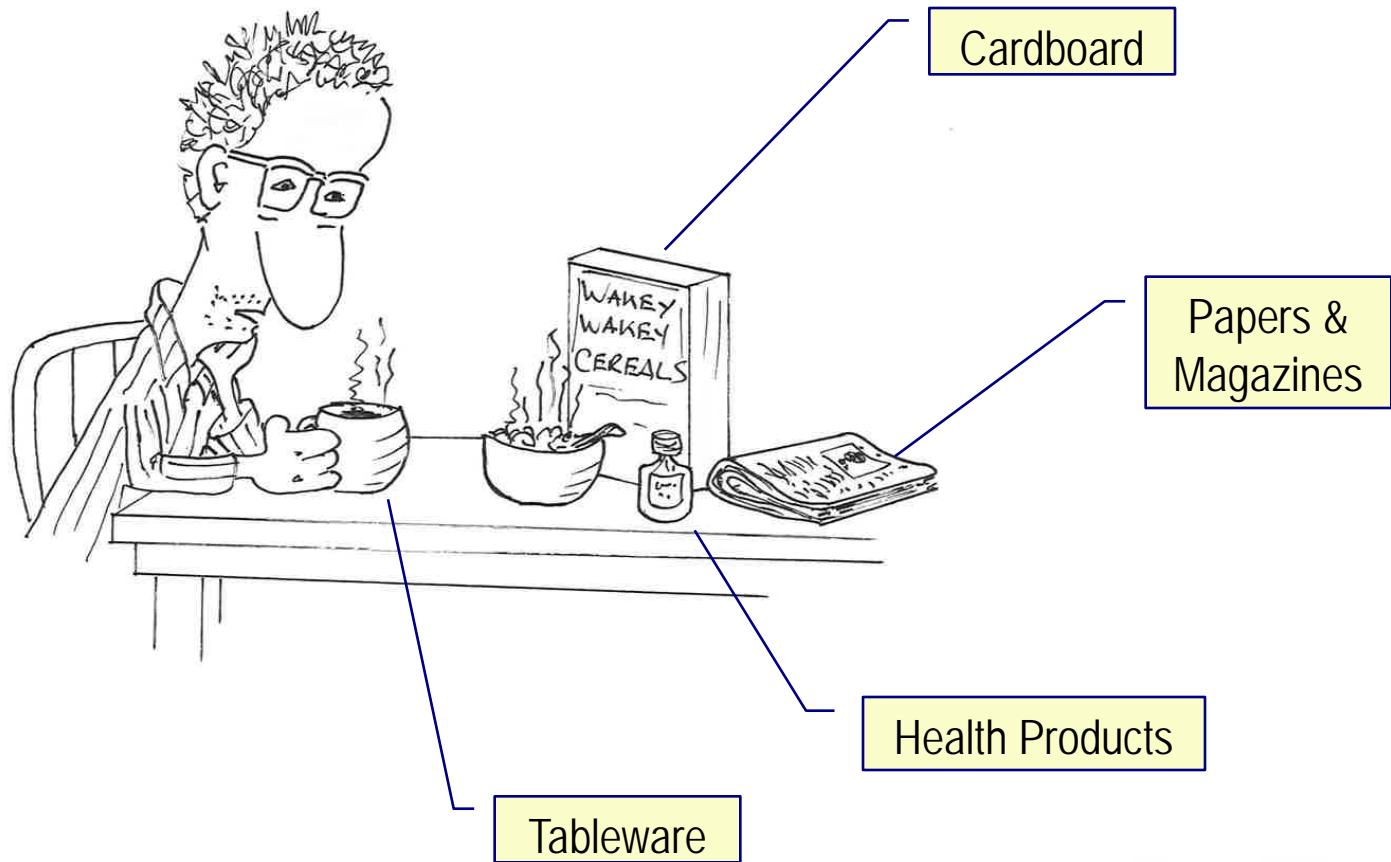 Cardboard
WAKEY
WAKEY
CEREALS
Papers &
Magazines
Health Products
Tableware